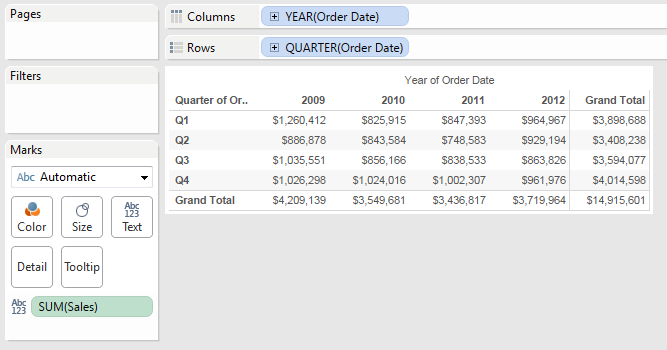 Pages
Columns
YEAR(Order Date)
Rows
QUARTER(Order Date)
Filters
Marks
Abc Automatic
Color
Size
Abc
123
Text
Detail
Tooltip
Abc
123
SUM(Sales)
Year of Order Date
Quarter of Or.. 2009 2010 2011 2012 Grand Total
Q1 $1,260,412 $825,915 $847,393 $964,967 $3,898,688
Q2 $886,878 $843,584 $748,583 $929,194 $3,408,238
Q3 $1,035,551 $856,166 $838,533 $863,826 $3,594,077
Q4 $1,026,298 $1,024,016 $1,002,307 $961,976 $4,014,598
Grand Total $4,209,139 $3,549,681 $3,436,817 $3,719,964 $14,915,601